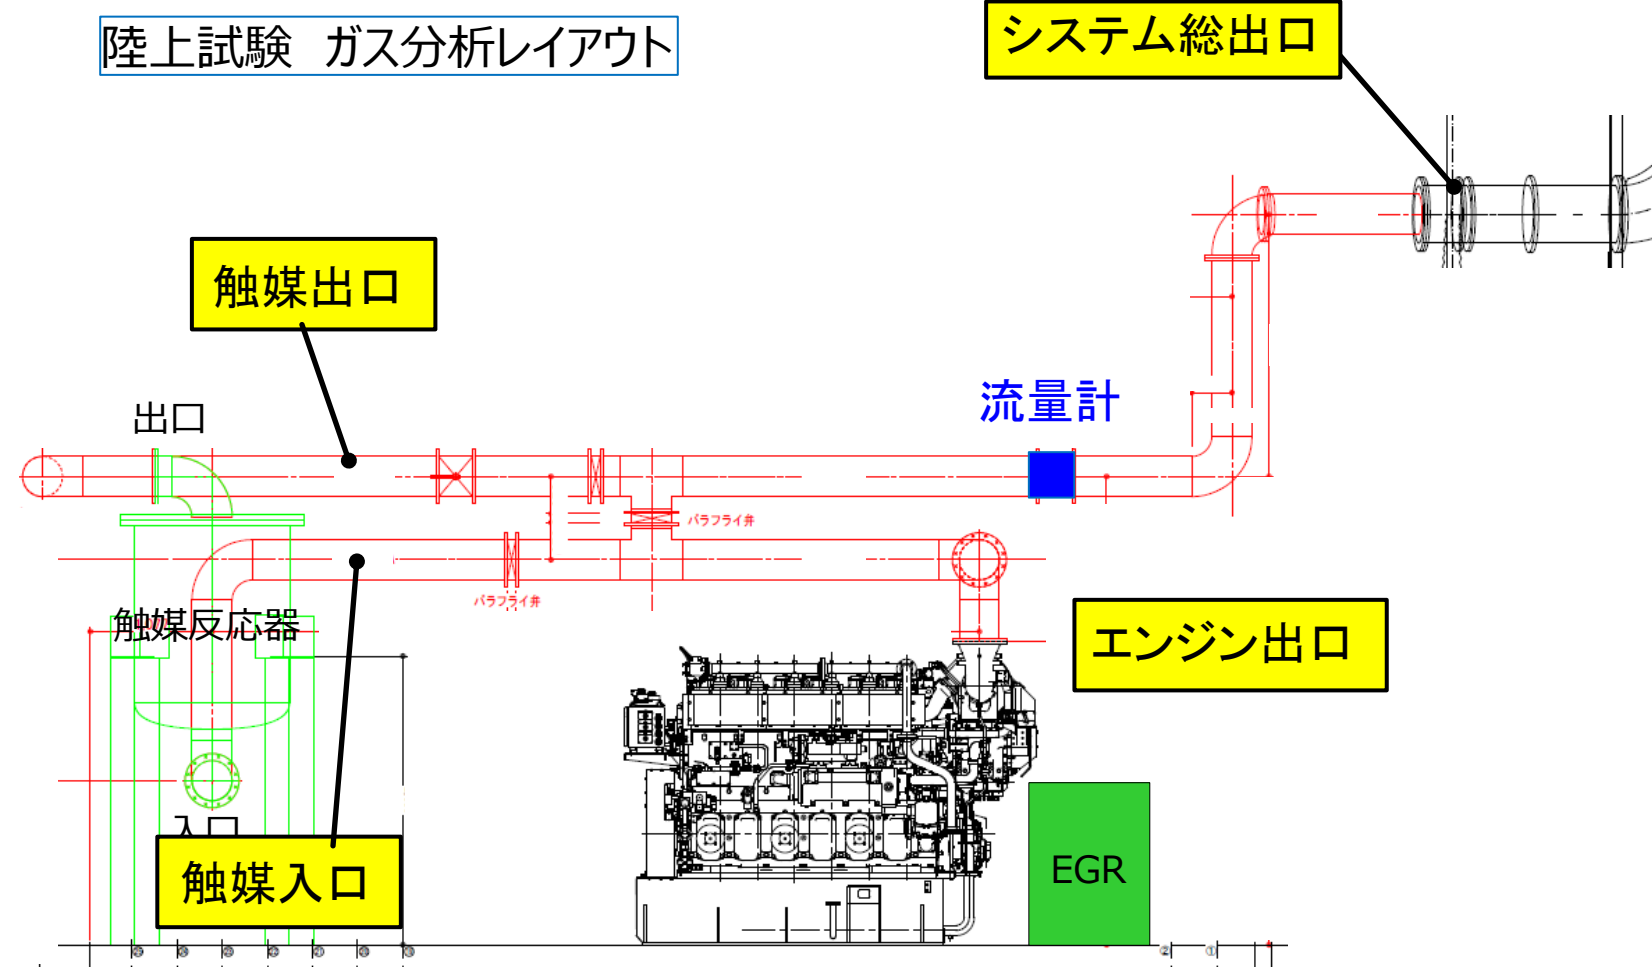 陸上試験 ガス分析レイアウト
システム総出口
触媒出口
流量計
出口
バラフライ弁
バラフライ弁
エンジン出口
触媒反応器
入口
触媒入口
EGR
② ①